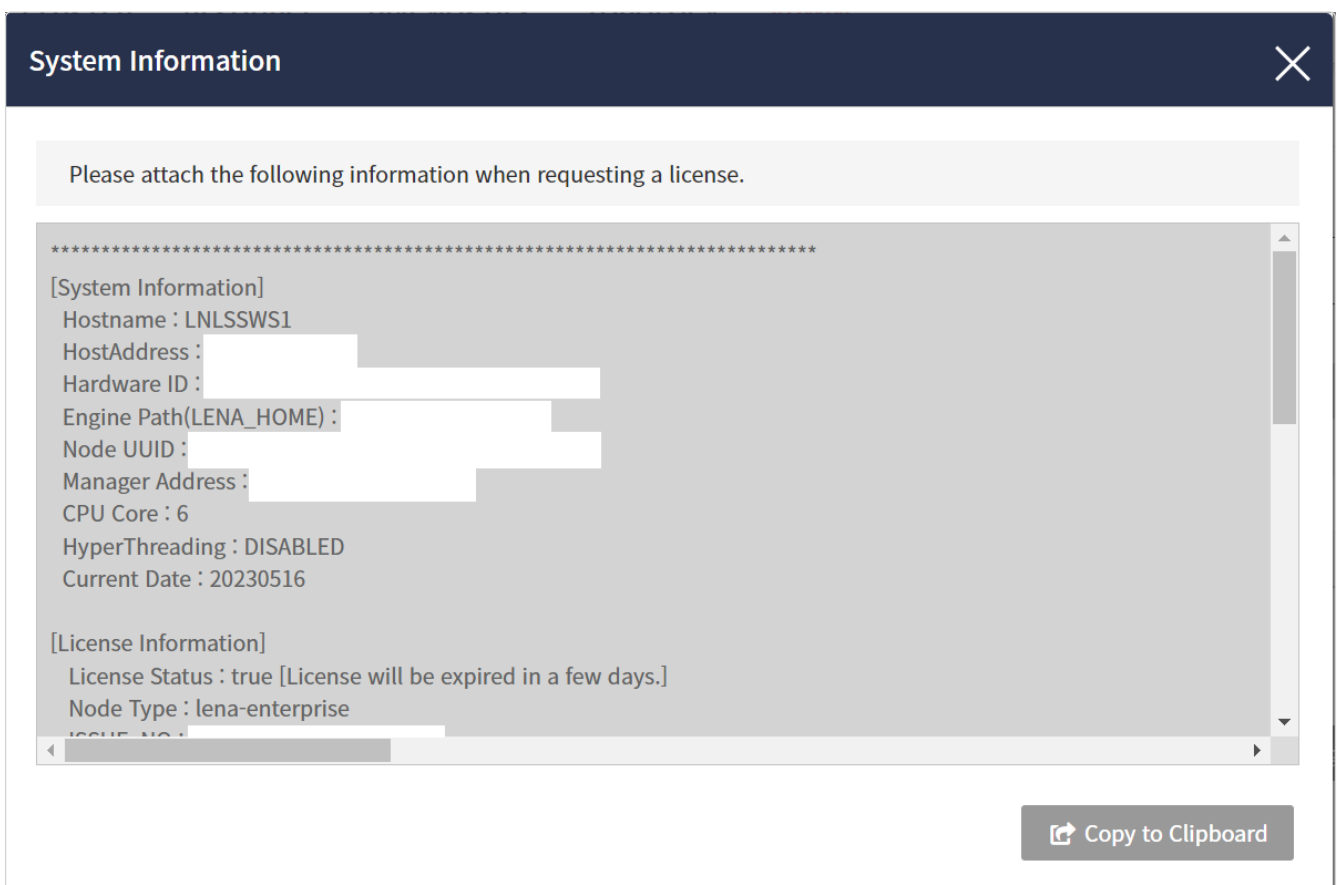 System Information
Please attach the following information when requesting a license.
****************************************************************************
[System Information]
Hostname : LNLSSWS1
HostAddress :
Hardware ID :
Engine Path(LENA_HOME) :
Node UUID :
Manager Address :
CPU Core : 6
HyperThreading : DISABLED
Current Date : 20230516
[License Information]
License Status : true [License will be expired in a few days.]
Node Type : lena-enterprise
Copy to Clipboard